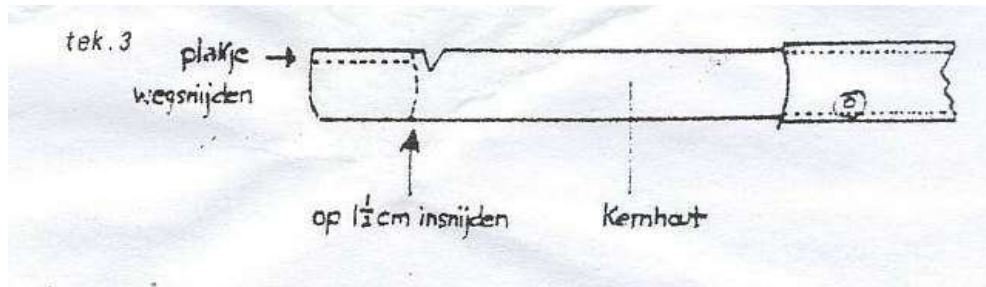 tek.3
plakje
wegsnijden
op 1½ cm insnijden
Kernhout